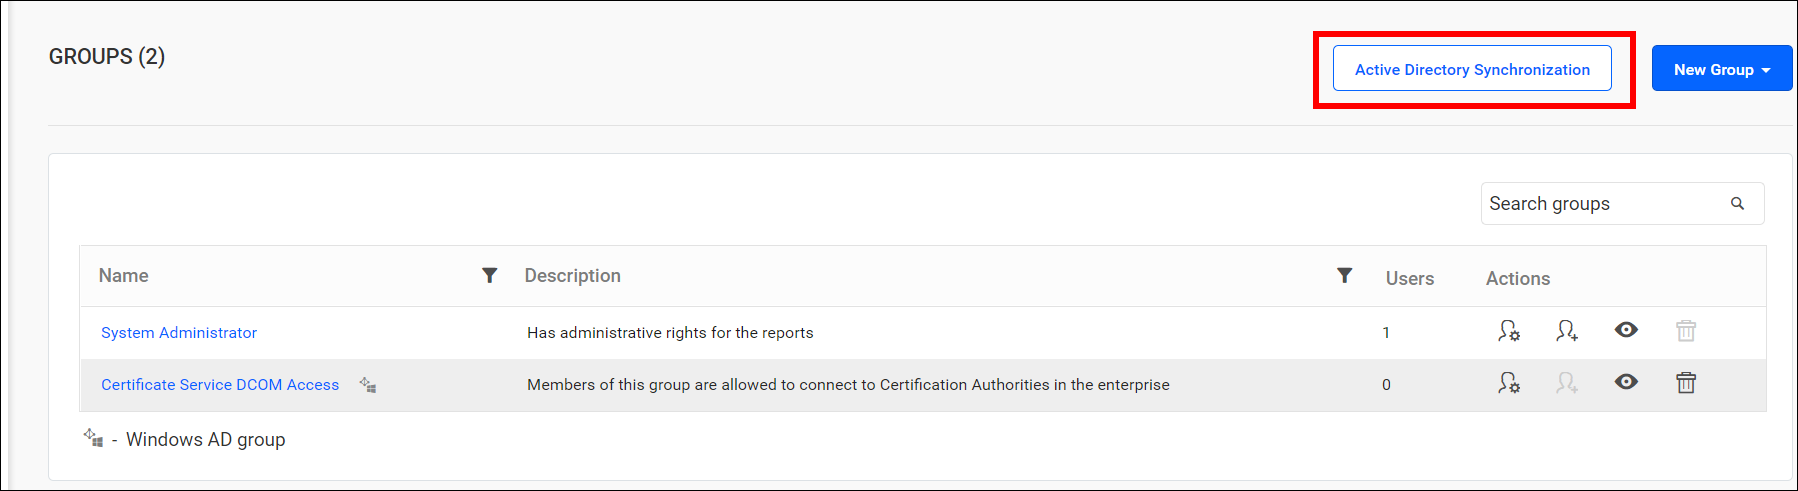 GROUPS (2)
Active Directory Synchronization
New Group
Search groups
Name Description Users Actions
System Administrator Has administrative rights for the reports 1
Certificate Service DCOM Access Members of this group are allowed to connect to Certification Authorities in the enterprise 0
- Windows AD group